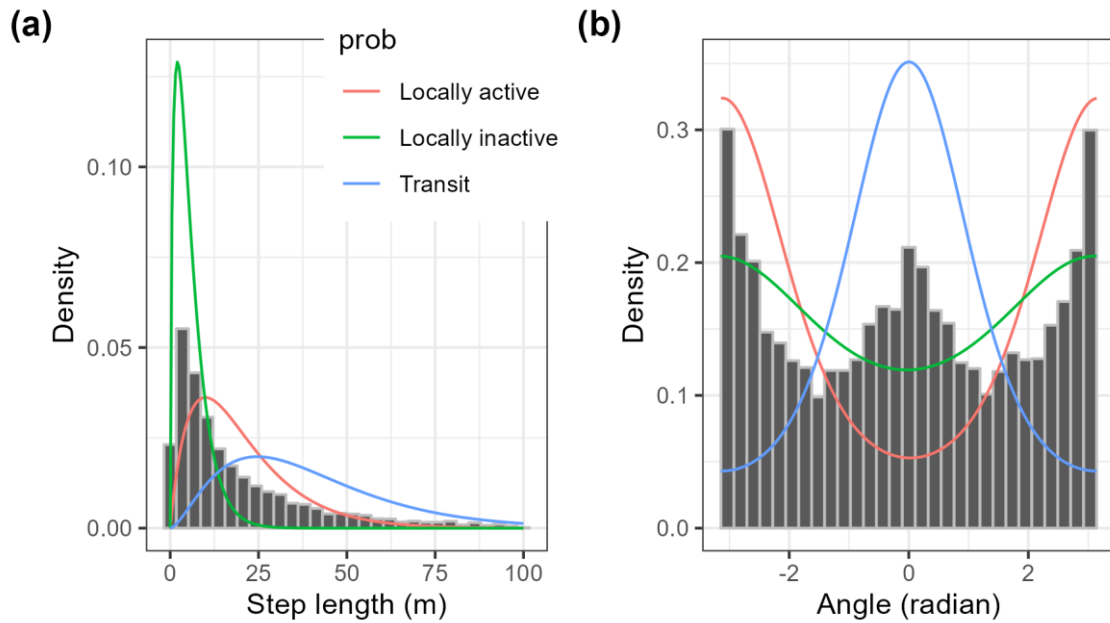 (a)
prob
Locally active
Locally inactive
Transit
0.10
0.05
0.00
Density
0 25 50 75 100
Step length (m)
(b)
0.3
0.2
0.1
0.0
Density
-2 0 2
Angle (radian)